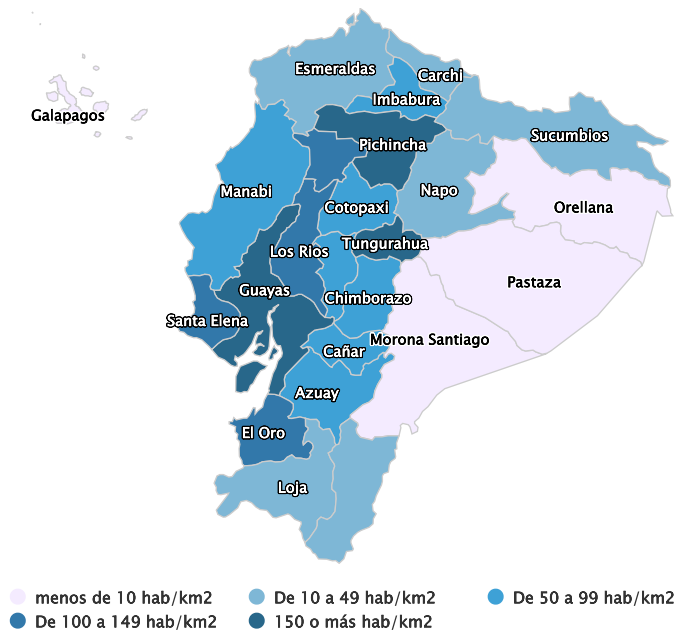 Esmeraldas
Carchi
Imbabura
Galapagos
Sucumbios
Pichincha
Manabi
Napo
Cotopaxi
Orellana
Los Rios
Tungurahua
Pastaza
Guayas
Chimborazo
Santa Elena
Morona Santiago
Cañar
Azuay
El Oro
Loja
menos de 10 hab/km2
De 10 a 49 hab/km2
De 50 a 99 hab/km2
De 100 a 149 hab/km2
150 o más hab/km2